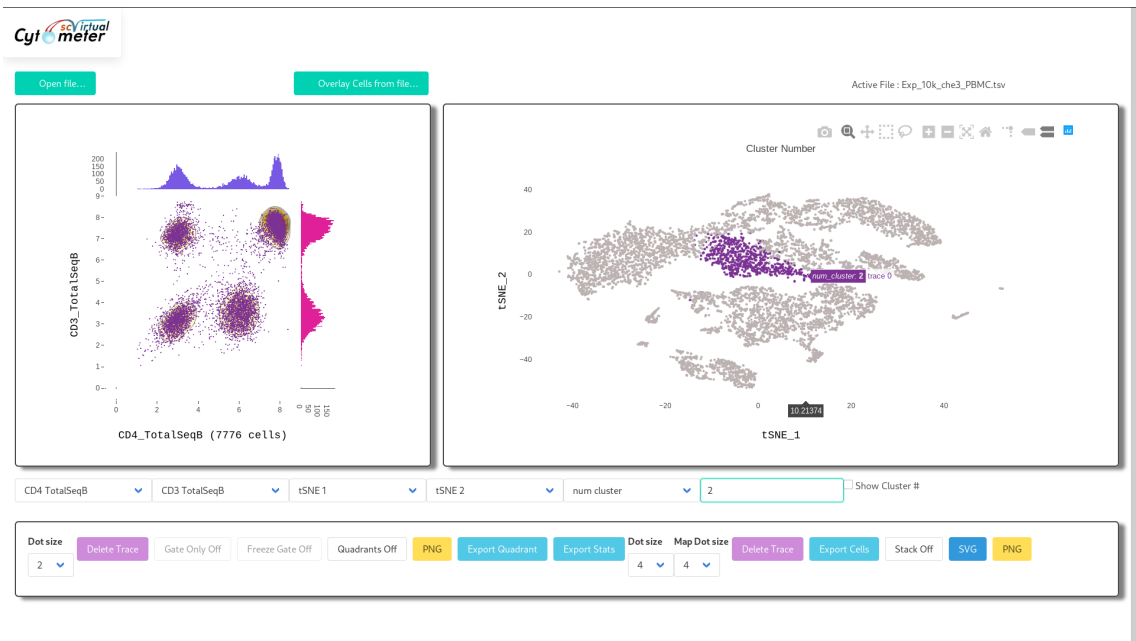 scVirtual
Cytometer
Open file...
Overlay Cells from file...
Active File : Exp_10k_che3_PBMC.tsv
200
150
100
50
0
9
8
7
6
5
4
3
2
1
0
CD3_TotalSeqB
0 2 4 6 8
0 50 100 150
CD4_TotalSeqB (7776 cells)
Cluster Number
40
20
0
−20
−40
tSNE_2
num_cluster: 2 trace 0
−40 −20 0 20 40
10.21374
tSNE_1
CD4 TotalSeqB
CD3 TotalSeqB
tSNE 1
tSNE 2
num cluster
2
Show Cluster #
Dot size
2
Delete Trace
Gate Only Off
Freeze Gate Off
Quadrants Off
PNG
Export Quadrant
Export Stats
Dot size
4
Map Dot size
4
Delete Trace
Export Cells
Stack Off
SVG
PNG